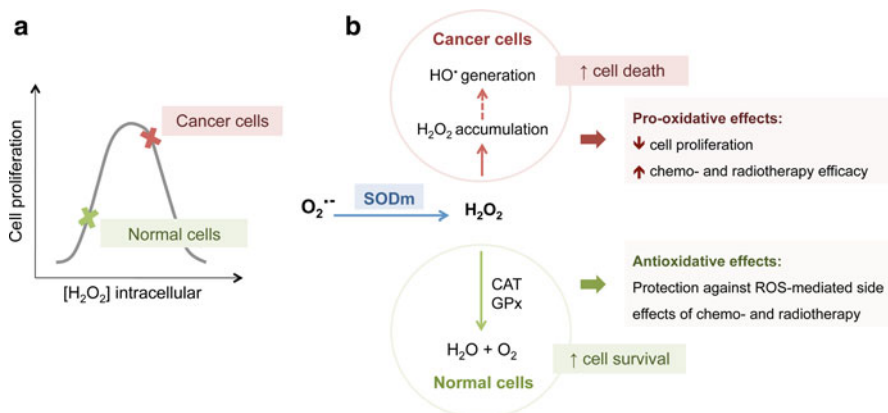 a
Cell proliferation
Cancer cells
Normal cells
[H₂O₂] intracellular
b
Cancer cells
HO˙ generation
H₂O₂ accumulation
↑ cell death
Pro-oxidative effects:
↓ cell proliferation
↑ chemo- and radiotherapy efficacy
O₂˙⁻
SODm
H₂O₂
CAT
GPx
H₂O + O₂
Normal cells
↑ cell survival
Antioxidative effects:
Protection against ROS-mediated side
effects of chemo- and radiotherapy